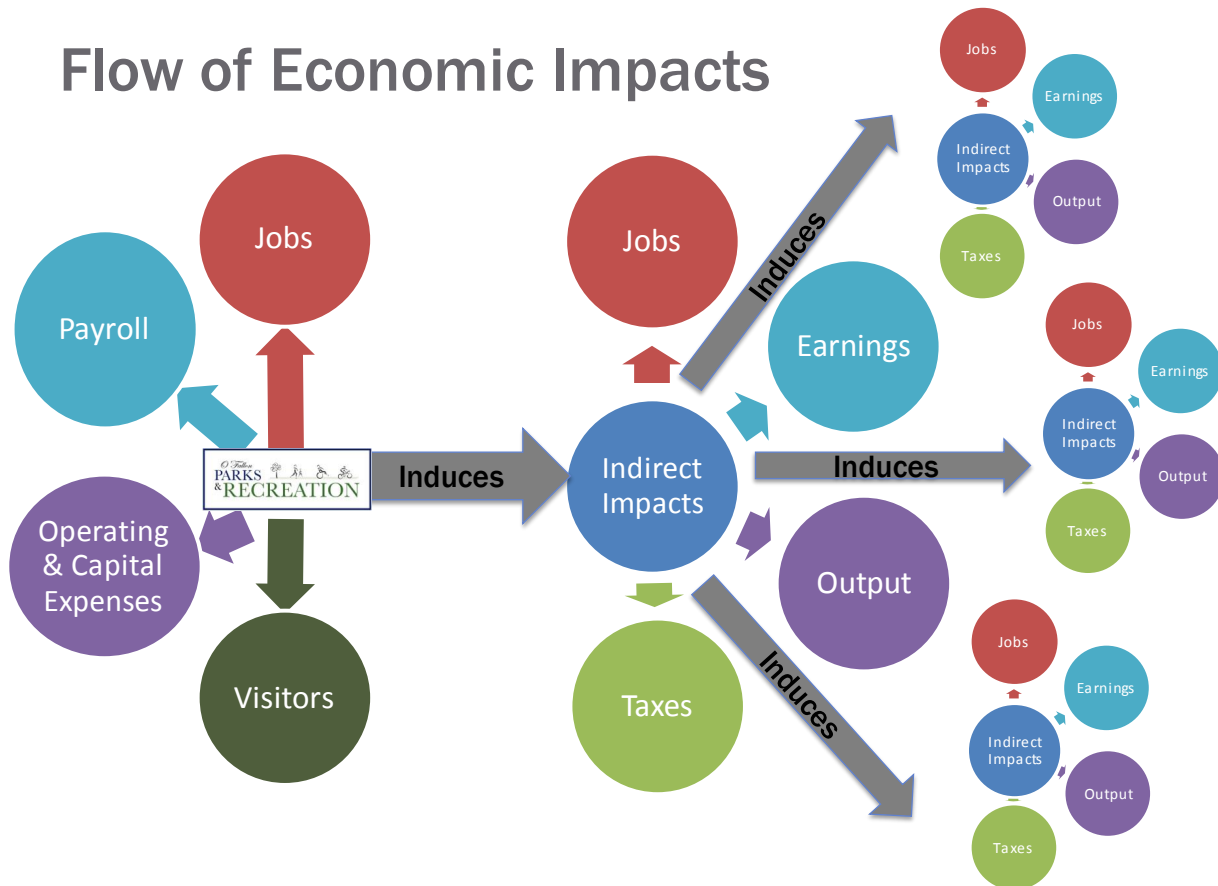 Flow of Economic Impacts
Jobs
Payroll
O'Fallon
PARKS
& RECREATION
Operating
& Capital
Expenses
Visitors
Induces
Jobs
Earnings
Indirect
Impacts
Output
Taxes
Induces
Jobs
Earnings
Indirect
Impacts
Output
Taxes
Induces
Jobs
Earnings
Indirect
Impacts
Output
Taxes
Induces
Jobs
Earnings
Indirect
Impacts
Output
Taxes